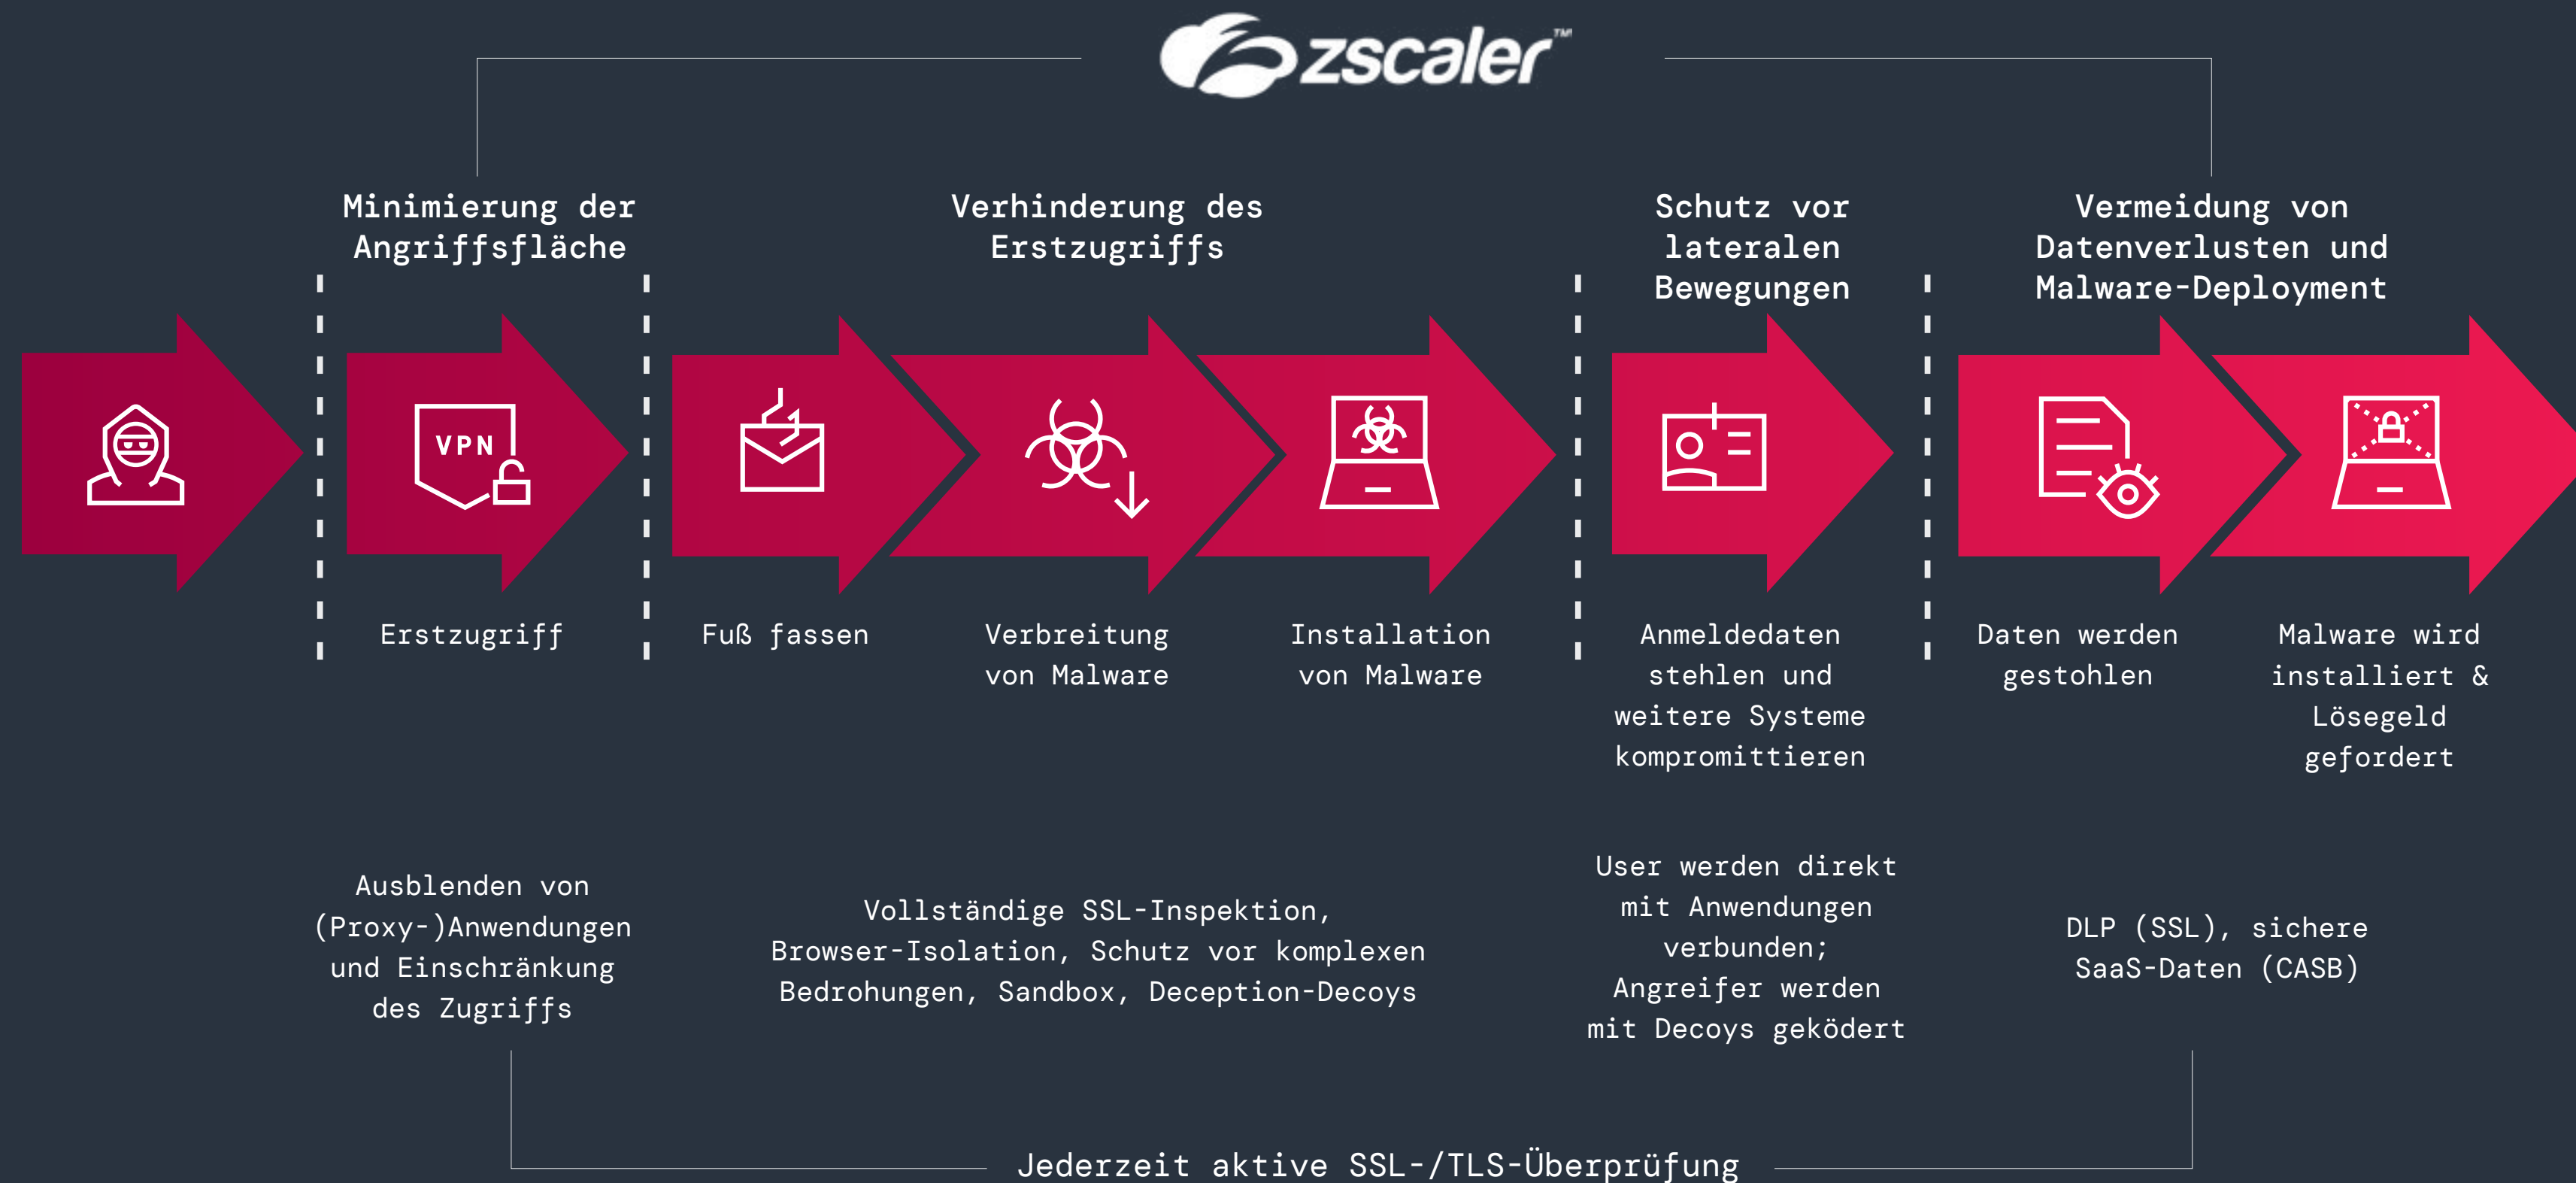 zscaler™
Minimierung der
Angriffsfläche
Verhinderung des
Erstzugriffs
Schutz vor
lateralen
Bewegungen
Vermeidung von
Datenverlusten und
Malware-Deployment
VPN
Erstzugriff
Fuß fassen
Verbreitung
von Malware
Installation
von Malware
Anmeldedaten
stehlen und
weitere Systeme
kompromittieren
Daten werden
gestohlen
Malware wird
installiert &
Lösegeld
gefordert
Ausblenden von
(Proxy-)Anwendungen
und Einschränkung
des Zugriffs
Vollständige SSL-Inspektion,
Browser-Isolation, Schutz vor komplexen
Bedrohungen, Sandbox, Deception-Decoys
User werden direkt
mit Anwendungen
verbunden;
Angreifer werden
mit Decoys geködert
DLP (SSL), sichere
SaaS-Daten (CASB)
Jederzeit aktive SSL-/TLS-Überprüfung